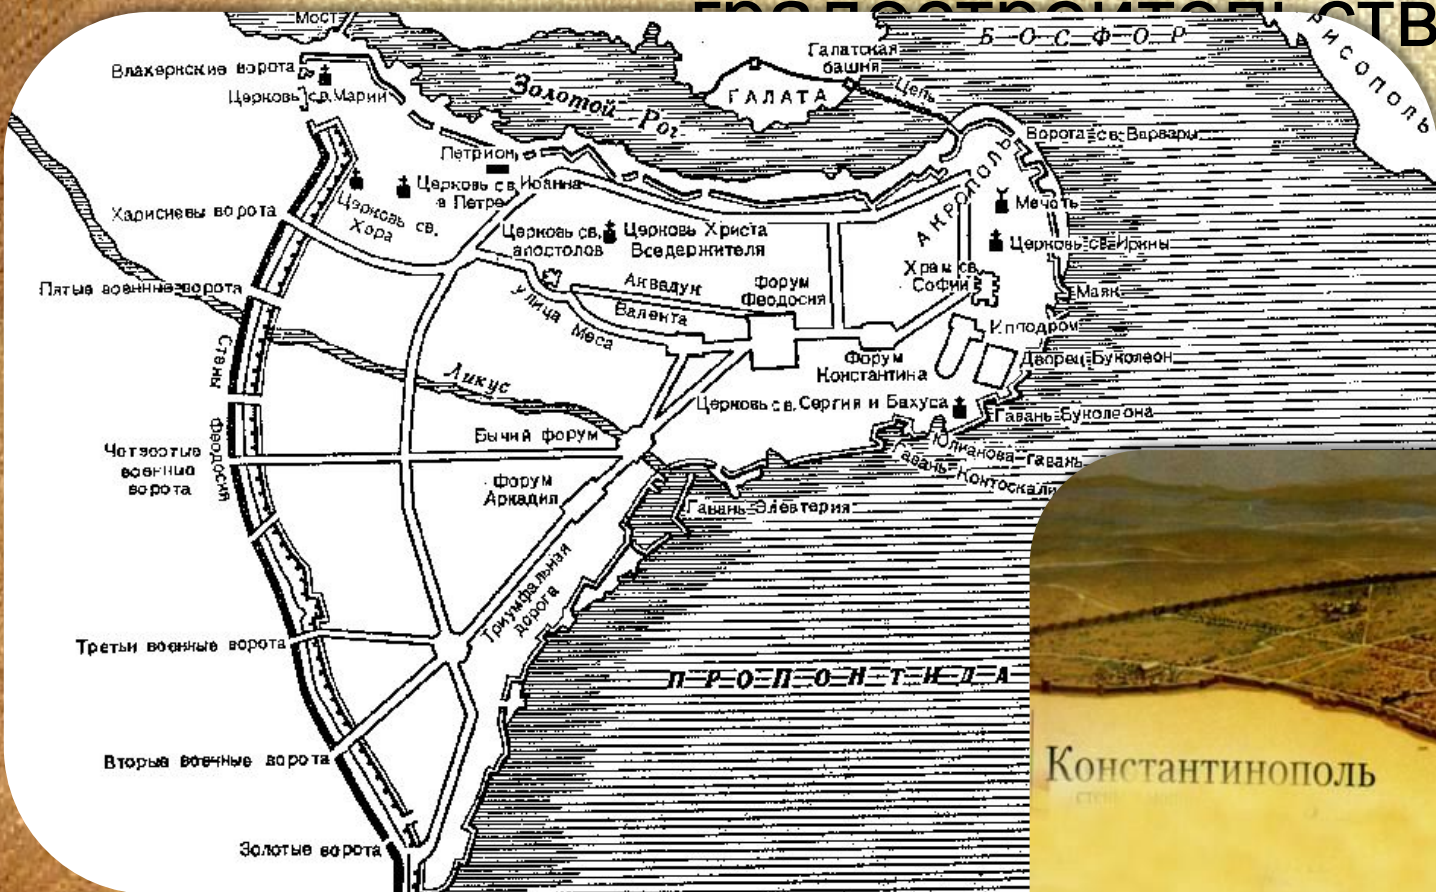 градостроительств
Мост
Б О С Ф О Р
РИСОПОЛЬ
Галатская
башня
Влахернские ворота
Церковь св. Марии
Золотой Рог
ГАЛАТА
Цепь
Ворота св. Варвары
Петрион
АКРОПОЛЬ
Церковь св. Иоанна
в Петре
Мечеть
Харисиевы ворота
Церковь св.
Хора
Церковь св.
апостолов
Церковь Христа
Вседержителя
Церковь св. Ирины
Храм св.
Софии
Пятые военные ворота
улица Меса
Акведук
Валента
Форум
Феодосия
Маяк
Ипподром
Стены Феодосия
Ликус
Форум
Константина
Дворец Буколеон
Церковь св. Сергия и Бахуса
Гавань Буколеона
Бычий форум
Юлианова гавань
Гавань Контоскали
Четвертые
военные
ворота
Форум
Аркадия
Гавань Элевтерия
Триумфальная
дорога
Третьи военные ворота
П Р О П О Н Т И Д А
Вторые военные ворота
Константинополь
Золотые ворота